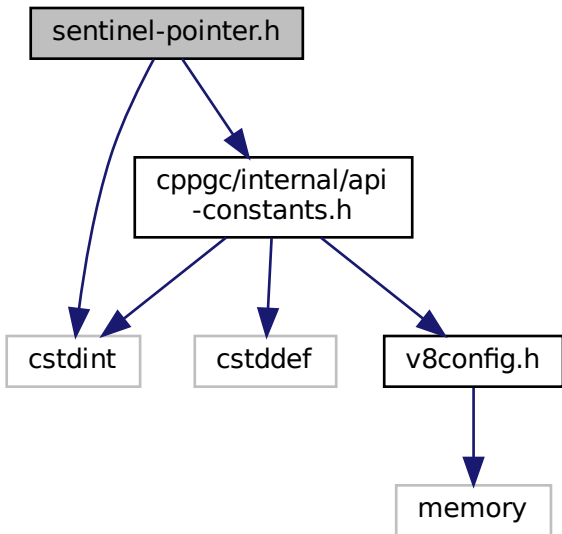 sentinel-pointer.h
cppgc/internal/api
-constants.h
cstdint
cstddef
v8config.h
memory